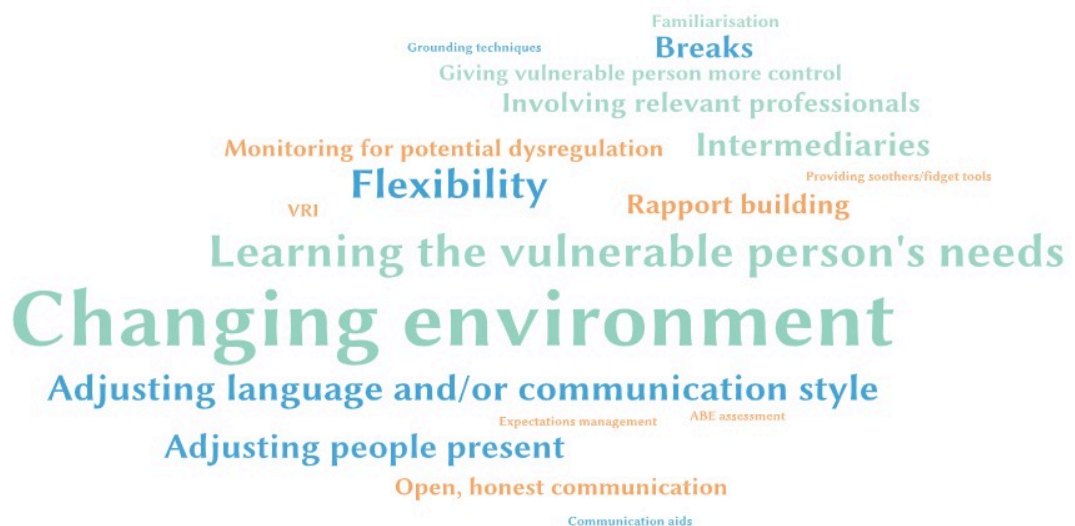 Familiarisation
Grounding techniques
Breaks
Giving vulnerable person more control
Involving relevant professionals
Monitoring for potential dysregulation
Intermediaries
Flexibility
Providing soothers/fidget tools
VRI
Rapport building
Learning the vulnerable person's needs
Changing environment
Adjusting language and/or communication style
Expectations management
ABE assessment
Adjusting people present
Open, honest communication
Communication aids